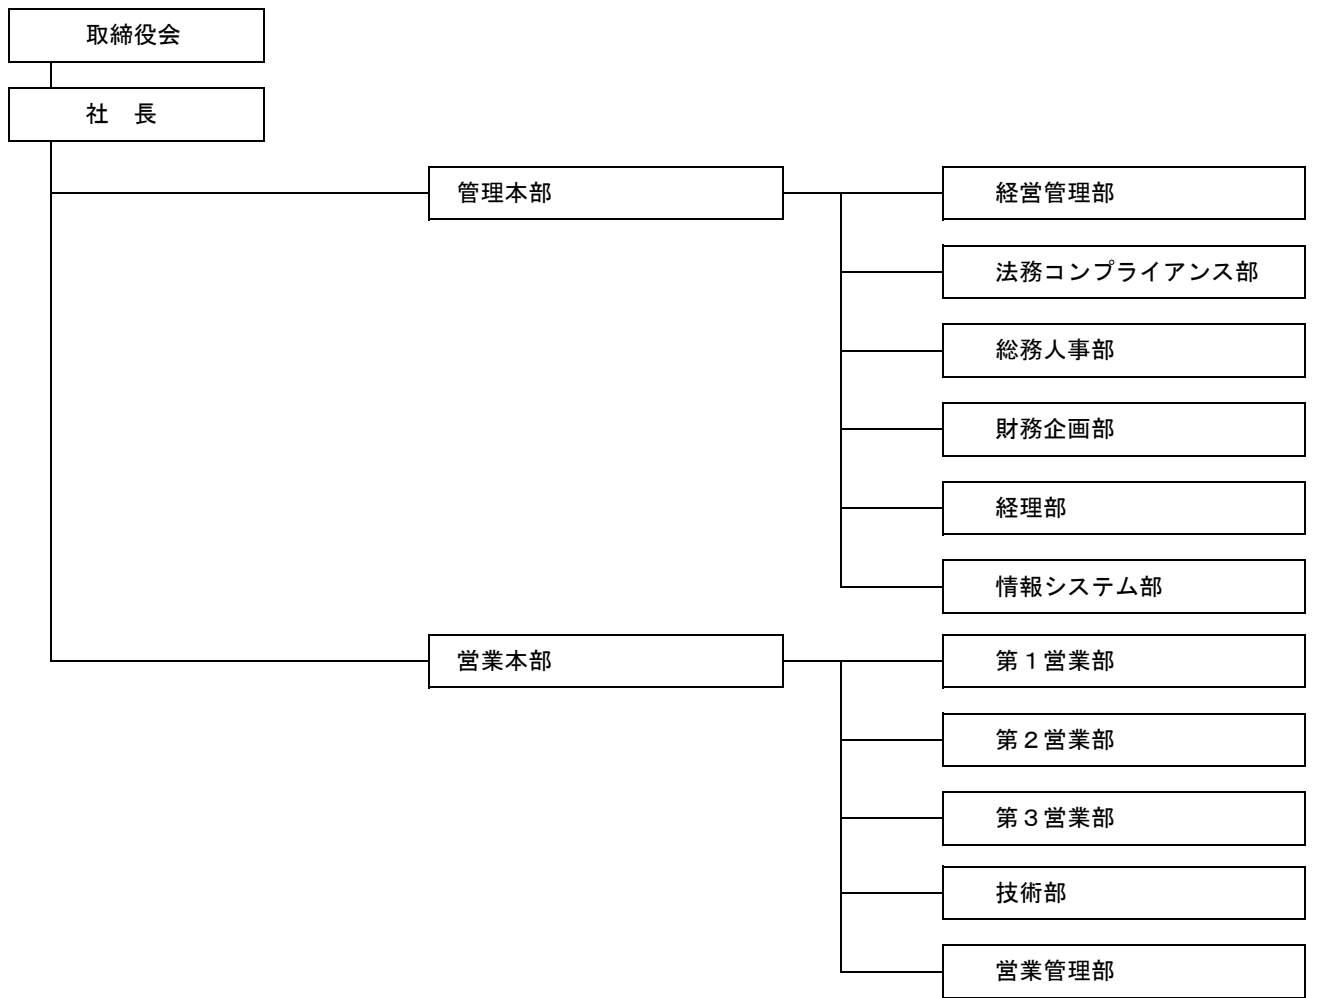 取締役会
社　長
管理本部
経営管理部
法務コンプライアンス部
総務人事部
財務企画部
経理部
情報システム部
営業本部
第１営業部
第２営業部
第３営業部
技術部
営業管理部